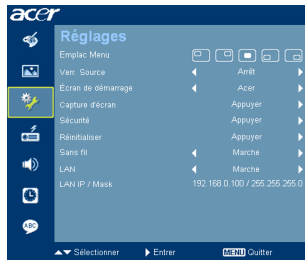 acer
Réglages
Emplac Menu
Verr. Source Arrêt
Écran de démarrage Acer
Capture d'écran Appuyer
Sécurité Appuyer
Réinitialiser Appuyer
Sans fil Marche
LAN Marche
LAN IP / Mask 192.168.0.100 / 255.255.255.0
ABC
Sélectionner Entrer MENU Quitter